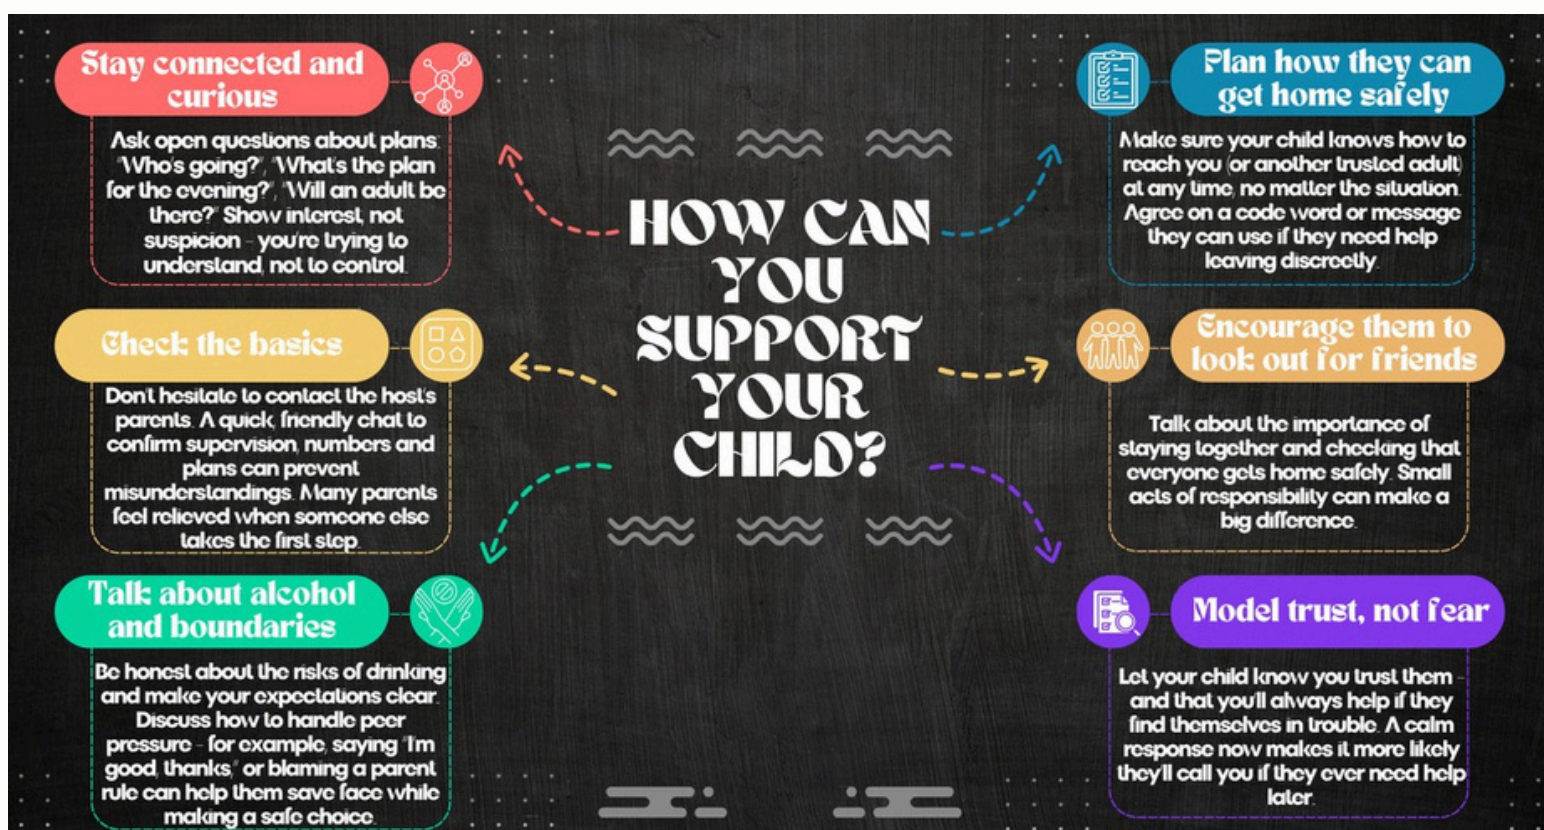 Stay connected and
curious
Ask open questions about plans:
"Who's going?", "What's the plan
for the evening?", "Will an adult be
there?" Show interest, not
suspicion - you're trying to
understand, not to control.
Check the basics
Don't hesitate to contact the host's
parents. A quick, friendly chat to
confirm supervision, numbers and
plans can prevent
misunderstandings. Many parents
feel relieved when someone else
takes the first step.
Talk about alcohol
and boundaries
Be honest about the risks of drinking
and make your expectations clear.
Discuss how to handle peer
pressure - for example, saying "I'm
good, thanks," or blaming a parent
rule can help them save face while
making a safe choice.
HOW CAN
YOU
SUPPORT
YOUR
CHILD?
Plan how they can
get home safely
Make sure your child knows how to
reach you (or another trusted adult)
at any time, no matter the situation.
Agree on a code word or message
they can use if they need help
leaving discreetly.
Encourage them to
look out for friends
Talk about the importance of
staying together and checking that
everyone gets home safely. Small
acts of responsibility can make a
big difference.
Model trust, not fear
Let your child know you trust them -
and that you'll always help if they
find themselves in trouble. A calm
response now makes it more likely
they'll call you if they ever need help
later.